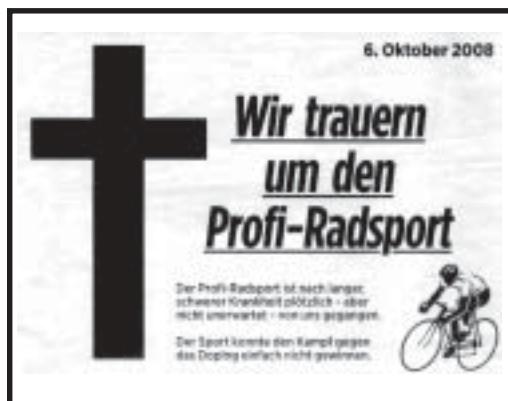 6. Oktober 2008
Wir trauern
um den
Profi-Radsport
Der Profi-Radsport ist nach langer,
schwerer Krankheit plötzlich – aber
nicht unerwartet – von uns gegangen.
Der Sport konnte den Kampf gegen
das Doping einfach nicht gewinnen.